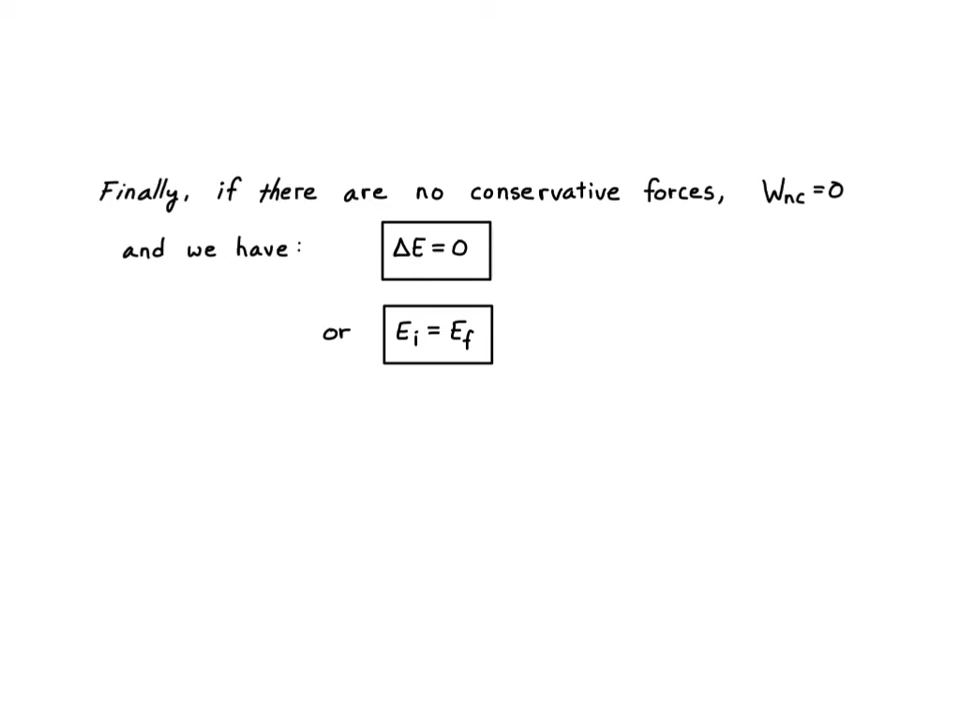 Finally, if there are no conservative forces, Wnc = 0
and we have: ΔE = 0
or Ei = Ef